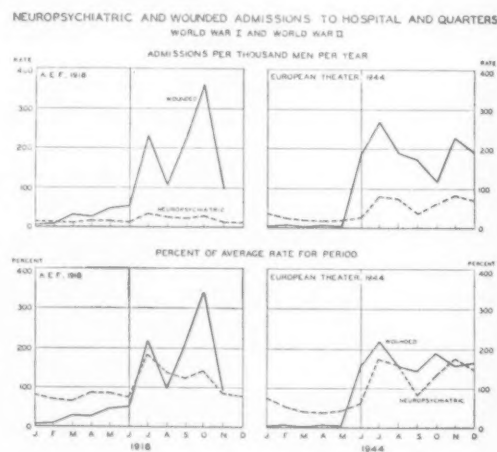 NEUROPSYCHIATRIC AND WOUNDED ADMISSIONS TO HOSPITAL AND QUARTERS
WORLD WAR I AND WORLD WAR II
ADMISSIONS PER THOUSAND MEN PER YEAR
RATE
400
A.E.F, 1918
WOUNDED
300
200
100
NEUROPSYCHIATRIC
0
RATE
400
EUROPEAN THEATER, 1944
300
200
100
0
PERCENT OF AVERAGE RATE FOR PERIOD
PERCENT
400
A.E.F, 1918
300
200
100
0
J F M A M J J A S O N D
1918
PERCENT
400
EUROPEAN THEATER, 1944
300
WOUNDED
200
NEUROPSYCHIATRIC
100
0
J F M A M J J A S O N D
1944